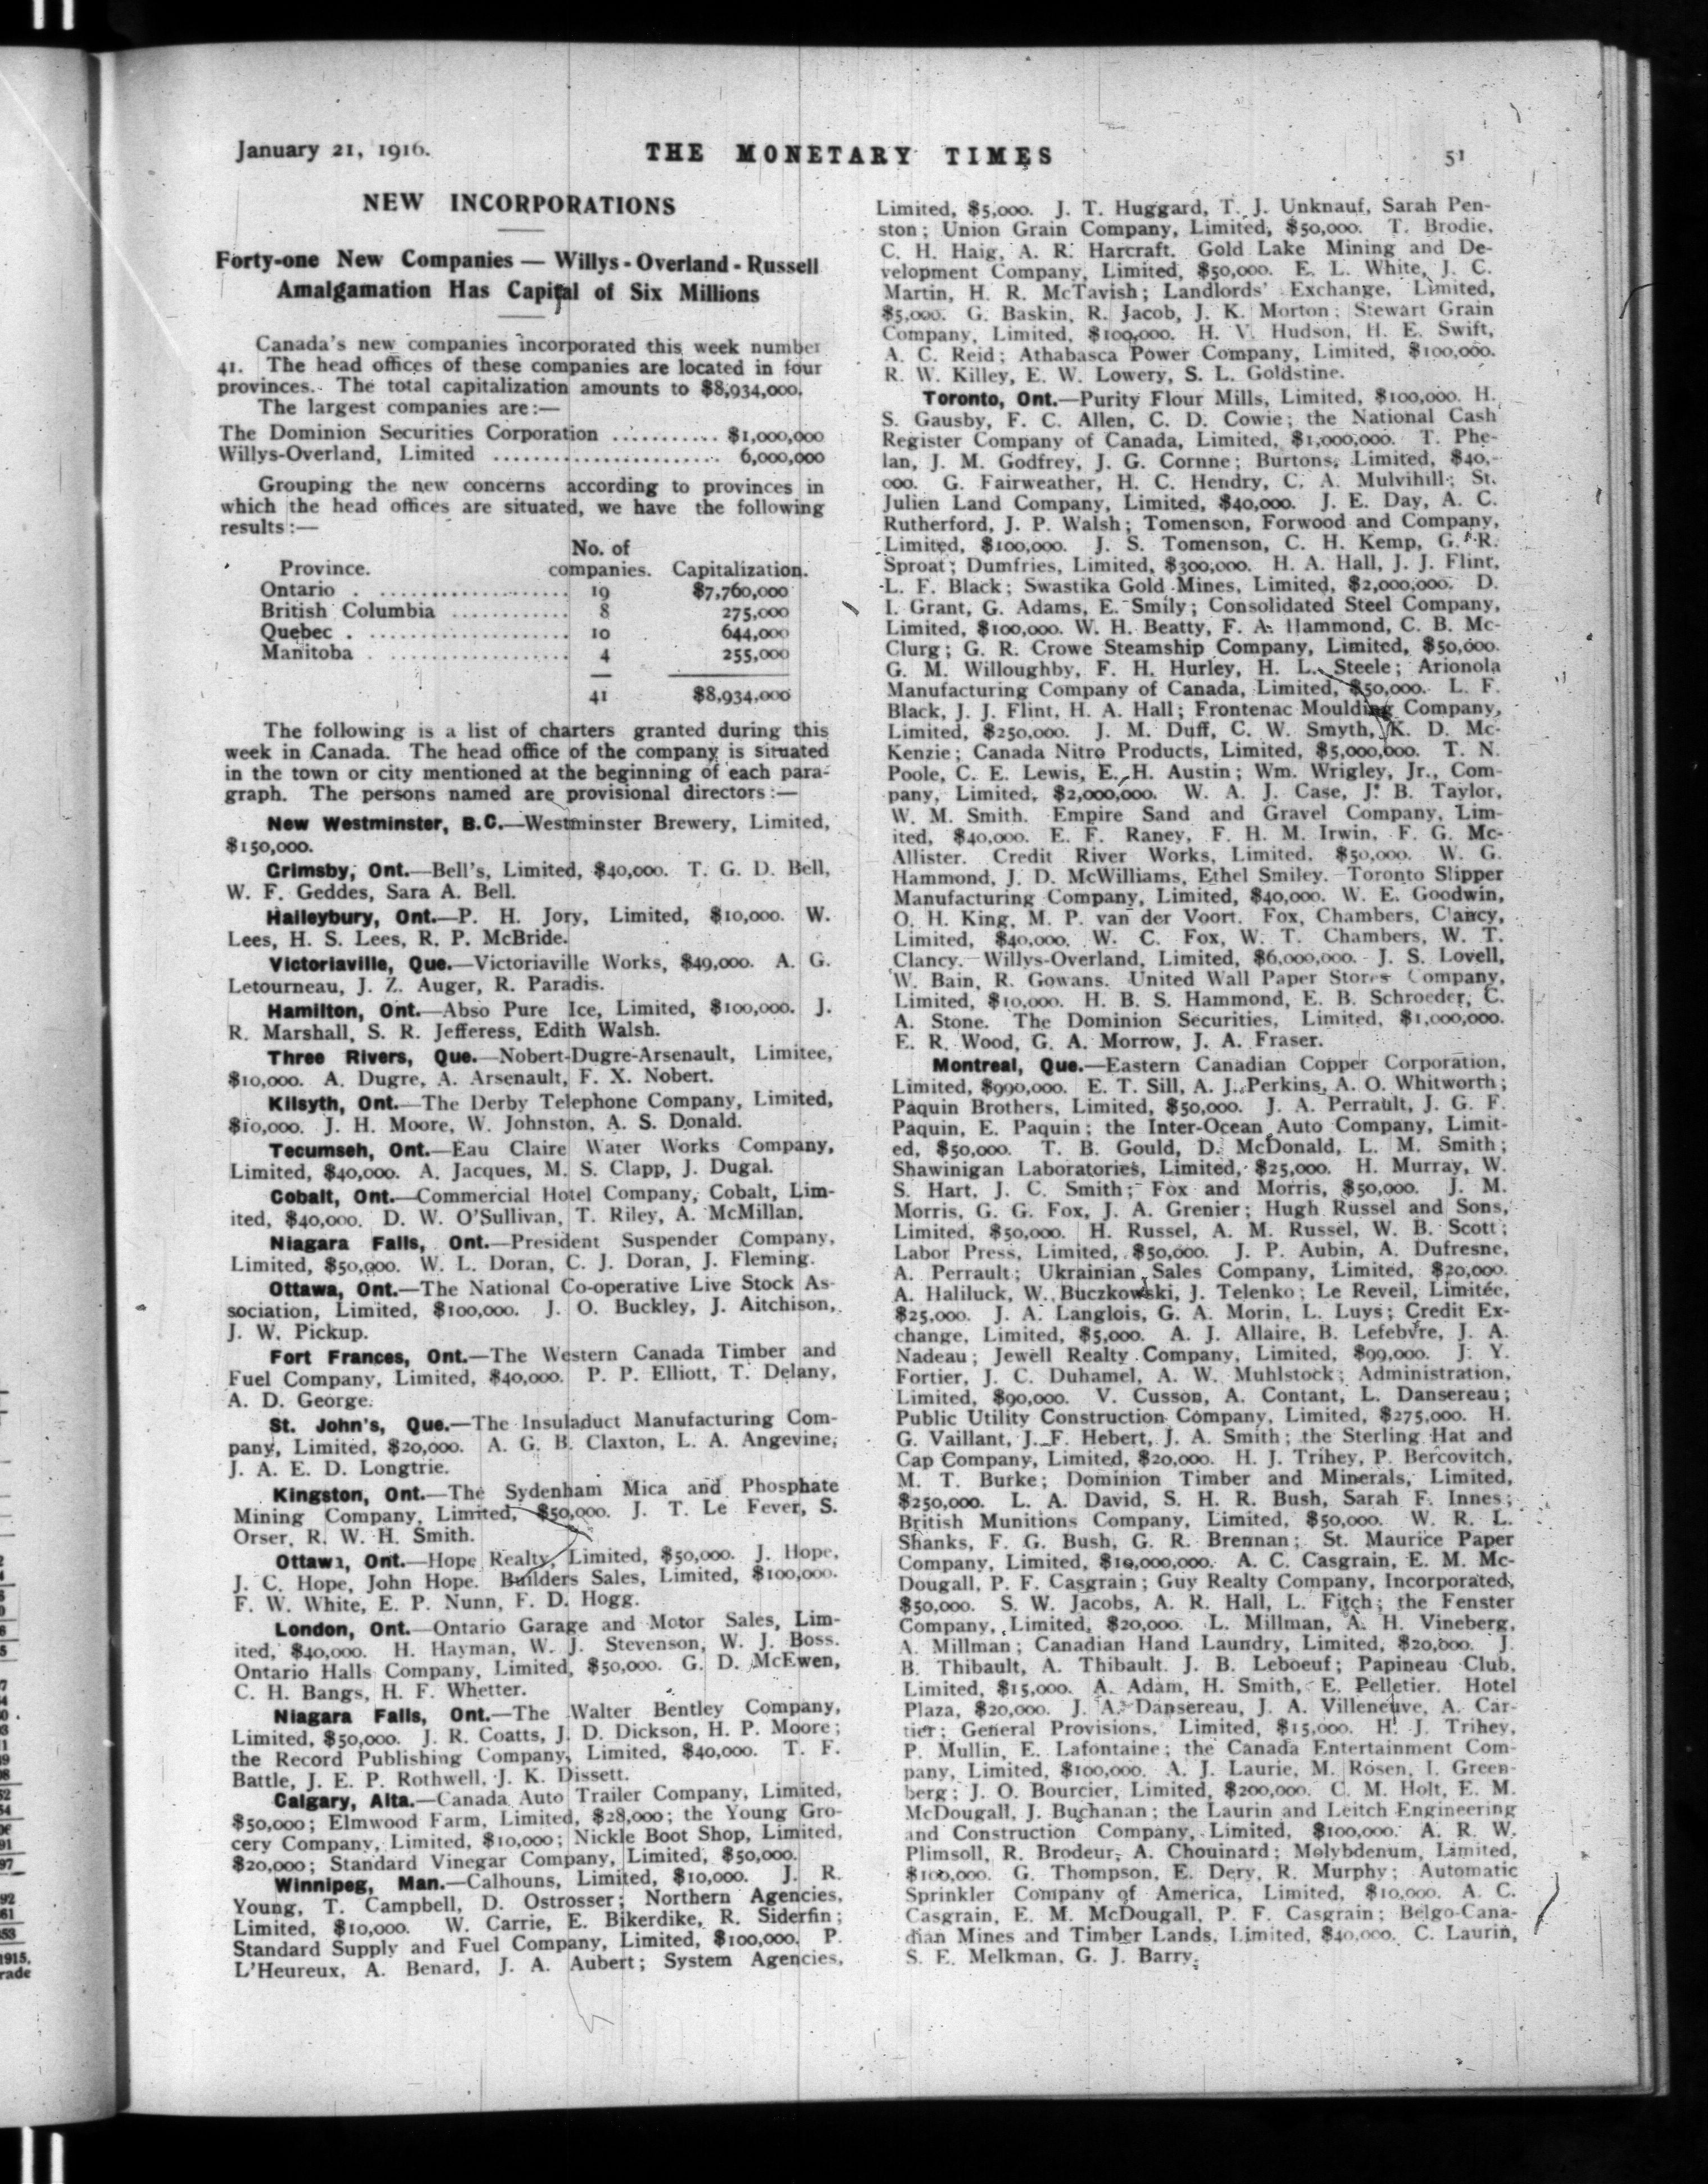 January 21, 1916.
THE MONETARY TIMES
51
NEW INCORPORATIONS
Forty-one New Companies — Willys-Overland-Russell
Amalgamation Has Capital of Six Millions
Canada's new companies incorporated this week number
41. The head offices of these companies are located in four
provinces. The total capitalization amounts to $8,934,000.
The largest companies are:—
The Dominion Securities Corporation ........... $1,000,000
Willys-Overland, Limited ....................... 6,000,000
Grouping the new concerns according to provinces in
which the head offices are situated, we have the following
results:—
No. of
Province. companies. Capitalization.
Ontario . .................... 19 $7,760,000
British Columbia ............ 8 275,000
Quebec . .................... 10 644,000
Manitoba . .................. 4 255,000
41 $8,934,000
The following is a list of charters granted during this
week in Canada. The head office of the company is situated
in the town or city mentioned at the beginning of each para-
graph. The persons named are provisional directors:—
New Westminster, B.C.—Westminster Brewery, Limited,
$150,000.
Grimsby, Ont.—Bell's, Limited, $40,000. T. G. D. Bell,
W. F. Geddes, Sara A. Bell.
Haileybury, Ont.—P. H. Jory, Limited, $10,000. W.
Lees, H. S. Lees, R. P. McBride.
Victoriaville, Que.—Victoriaville Works, $49,000. A. G.
Letourneau, J. Z. Auger, R. Paradis.
Hamilton, Ont.—Abso Pure Ice, Limited, $100,000. J.
R. Marshall, S. R. Jefferess, Edith Walsh.
Three Rivers, Que.—Nobert-Dugre-Arsenault, Limitee,
$10,000. A. Dugre, A. Arsenault, F. X. Nobert.
Kilsyth, Ont.—The Derby Telephone Company, Limited,
$10,000. J. H. Moore, W. Johnston, A. S. Donald.
Tecumseh, Ont.—Eau Claire Water Works Company,
Limited, $40,000. A. Jacques, M. S. Clapp, J. Dugal.
Cobalt, Ont.—Commercial Hotel Company, Cobalt, Lim-
ited, $40,000. D. W. O'Sullivan, T. Riley, A. McMillan.
Niagara Falls, Ont.—President Suspender Company,
Limited, $50,000. W. L. Doran, C. J. Doran, J. Fleming.
Ottawa, Ont.—The National Co-operative Live Stock As-
sociation, Limited, $100,000. J. O. Buckley, J. Aitchison,
J. W. Pickup.
Fort Frances, Ont.—The Western Canada Timber and
Fuel Company, Limited, $40,000. P. P. Elliott, T. Delany,
A. D. George.
St. John's, Que.—The Insuladuct Manufacturing Com-
pany, Limited, $20,000. A. G. B. Claxton, L. A. Angevine,
J. A. E. D. Longtrie.
Kingston, Ont.—The Sydenham Mica and Phosphate
Mining Company, Limited, $50,000. J. T. Le Fever, S.
Orser, R. W. H. Smith.
Ottawa, Ont.—Hope Realty, Limited, $50,000. J. Hope,
J. C. Hope, John Hope. Builders Sales, Limited, $100,000.
F. W. White, E. P. Nunn, F. D. Hogg.
London, Ont.—Ontario Garage and Motor Sales, Lim-
ited, $40,000. H. Hayman, W. J. Stevenson, W. J. Boss.
Ontario Halls Company, Limited, $50,000. G. D. McEwen,
C. H. Bangs, H. F. Whetter.
Niagara Falls, Ont.—The Walter Bentley Company,
Limited, $50,000. J. R. Coatts, J. D. Dickson, H. P. Moore;
the Record Publishing Company, Limited, $40,000. T. F.
Battle, J. E. P. Rothwell, J. K. Dissett.
Calgary, Alta.—Canada Auto Trailer Company, Limited,
$50,000; Elmwood Farm, Limited, $28,000; the Young Gro-
cery Company, Limited, $10,000; Nickle Boot Shop, Limited,
$20,000; Standard Vinegar Company, Limited, $50,000.
Winnipeg, Man.—Calhouns, Limited, $10,000. J. R.
Young, T. Campbell, D. Ostrosser; Northern Agencies,
Limited, $10,000. W. Carrie, E. Bikerdike, R. Siderfin;
Standard Supply and Fuel Company, Limited, $100,000. P.
L'Heureux, A. Benard, J. A. Aubert; System Agencies,
Limited, $5,000. J. T. Huggard, T. J. Unknauf, Sarah Pen-
ston; Union Grain Company, Limited, $50,000. T. Brodie,
C. H. Haig, A. R. Harcraft. Gold Lake Mining and De-
velopment Company, Limited, $50,000. E. L. White, J. C.
Martin, H. R. McTavish; Landlords' Exchange, Limited,
$5,000. G. Baskin, R. Jacob, J. K. Morton; Stewart Grain
Company, Limited, $100,000. H. V. Hudson, H. E. Swift,
A. C. Reid; Athabasca Power Company, Limited, $100,000.
R. W. Killey, E. W. Lowery, S. L. Goldstine.
Toronto, Ont.—Purity Flour Mills, Limited, $100,000. H.
S. Gausby, F. C. Allen, C. D. Cowie; the National Cash
Register Company of Canada, Limited, $1,000,000. T. Phe-
lan, J. M. Godfrey, J. G. Cornne; Burtons, Limited, $40,-
000. G. Fairweather, H. C. Hendry, C. A. Mulvihill; St.
Julien Land Company, Limited, $40,000. J. E. Day, A. C.
Rutherford, J. P. Walsh; Tomenson, Forwood and Company,
Limited, $100,000. J. S. Tomenson, C. H. Kemp, G. R.
Sproat; Dumfries, Limited, $300,000. H. A. Hall, J. J. Flint,
L. F. Black; Swastika Gold Mines, Limited, $2,000,000. D.
I. Grant, G. Adams, E. Smily; Consolidated Steel Company,
Limited, $100,000. W. H. Beatty, F. A. Hammond, C. B. Mc-
Clurg; G. R. Crowe Steamship Company, Limited, $50,000.
G. M. Willoughby, F. H. Hurley, H. L. Steele; Arionola
Manufacturing Company of Canada, Limited, $50,000. L. F.
Black, J. J. Flint, H. A. Hall; Frontenac Moulding Company,
Limited, $250,000. J. M. Duff, C. W. Smyth, K. D. Mc-
Kenzie; Canada Nitro Products, Limited, $5,000,000. T. N.
Poole, C. E. Lewis, E. H. Austin; Wm. Wrigley, Jr., Com-
pany, Limited, $2,000,000. W. A. J. Case, J. B. Taylor,
W. M. Smith. Empire Sand and Gravel Company, Lim-
ited, $40,000. E. F. Raney, F. H. M. Irwin, F. G. Mc-
Allister. Credit River Works, Limited, $50,000. W. G.
Hammond, J. D. McWilliams, Ethel Smiley. Toronto Slipper
Manufacturing Company, Limited, $40,000. W. E. Goodwin,
O. H. King, M. P. van der Voort. Fox, Chambers, Clancy,
Limited, $40,000. W. C. Fox, W. T. Chambers, W. T.
Clancy. Willys-Overland, Limited, $6,000,000. J. S. Lovell,
W. Bain, R. Gowans. United Wall Paper Stores Company,
Limited, $10,000. H. B. S. Hammond, E. B. Schroeder, C.
A. Stone. The Dominion Securities, Limited, $1,000,000.
E. R. Wood, G. A. Morrow, J. A. Fraser.
Montreal, Que.—Eastern Canadian Copper Corporation,
Limited, $990,000. E. T. Sill, A. J. Perkins, A. O. Whitworth;
Paquin Brothers, Limited, $50,000. J. A. Perrault, J. G. F.
Paquin, E. Paquin; the Inter-Ocean Auto Company, Limit-
ed, $50,000. T. B. Gould, D. McDonald, L. M. Smith;
Shawinigan Laboratories, Limited, $25,000. H. Murray, W.
S. Hart, J. C. Smith; Fox and Morris, $50,000. J. M.
Morris, G. G. Fox, J. A. Grenier; Hugh Russel and Sons,
Limited, $50,000. H. Russel, A. M. Russel, W. B. Scott;
Labor Press, Limited, $50,000. J. P. Aubin, A. Dufresne,
A. Perrault; Ukrainian Sales Company, Limited, $20,000.
A. Haliluck, W. Buczkowski, J. Telenko; Le Reveil, Limitée,
$25,000. J. A. Langlois, G. A. Morin, L. Luys; Credit Ex-
change, Limited, $5,000. A. J. Allaire, B. Lefebvre, J. A.
Nadeau; Jewell Realty Company, Limited, $99,000. J. Y.
Fortier, J. C. Duhamel, A. W. Muhlstock; Administration,
Limited, $90,000. V. Cusson, A. Contant, L. Dansereau;
Public Utility Construction Company, Limited, $275,000. H.
G. Vaillant, J. F. Hebert, J. A. Smith; the Sterling Hat and
Cap Company, Limited, $20,000. H. J. Trihey, P. Bercovitch,
M. T. Burke; Dominion Timber and Minerals, Limited,
$250,000. L. A. David, S. H. R. Bush, Sarah F. Innes;
British Munitions Company, Limited, $50,000. W. R. L.
Shanks, F. G. Bush, G. R. Brennan; St. Maurice Paper
Company, Limited, $10,000,000. A. C. Casgrain, E. M. Mc-
Dougall, P. F. Casgrain; Guy Realty Company, Incorporated,
$50,000. S. W. Jacobs, A. R. Hall, L. Fitch; the Fenster
Company, Limited, $20,000. L. Millman, A. H. Vineberg,
A. Millman; Canadian Hand Laundry, Limited, $20,000. J.
B. Thibault, A. Thibault. J. B. Leboeuf; Papineau Club,
Limited, $15,000. A. Adam, H. Smith, E. Pelletier. Hotel
Plaza, $20,000. J. A. Dansereau, J. A. Villeneuve, A. Car-
tier; General Provisions, Limited, $15,000. H. J. Trihey,
P. Mullin, E. Lafontaine; the Canada Entertainment Com-
pany, Limited, $100,000. A. J. Laurie, M. Rosen, I. Green-
berg; J. O. Bourcier, Limited, $200,000. C. M. Holt, E. M.
McDougall, J. Buchanan; the Laurin and Leitch Engineering
and Construction Company, Limited, $100,000. A. R. W.
Plimsoll, R. Brodeur, A. Chouinard; Molybdenum, Limited,
$100,000. G. Thompson, E. Dery, R. Murphy; Automatic
Sprinkler Company of America, Limited, $10,000. A. C.
Casgrain, E. M. McDougall, P. F. Casgrain; Belgo-Cana-
dian Mines and Timber Lands, Limited, $40,000. C. Laurin,
S. E. Melkman, G. J. Barry.